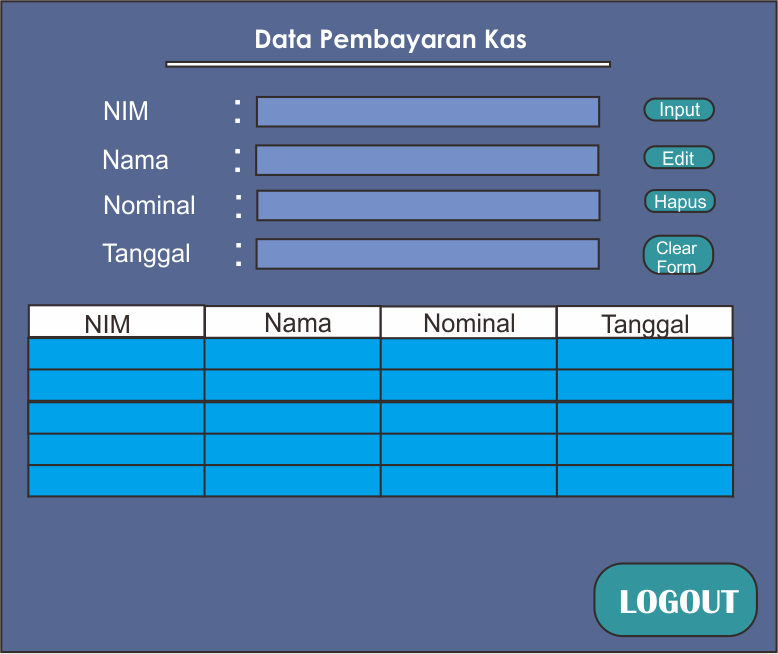 Data Pembayaran Kas
NIM : Input
Nama : Edit
Nominal : Hapus
Tanggal : Clear
Form
NIM Nama Nominal Tanggal
LOGOUT